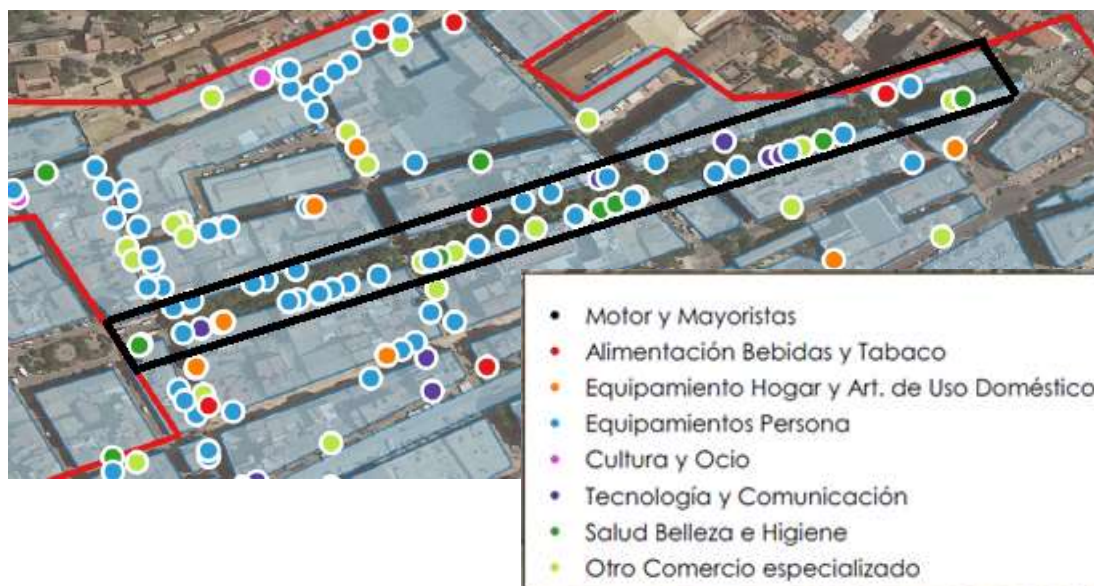 Motor y Mayoristas
Alimentación Bebidas y Tabaco
Equipamiento Hogar y Art. de Uso Doméstico
Equipamientos Persona
Cultura y Ocio
Tecnología y Comunicación
Salud Belleza e Higiene
Otro Comercio especializado